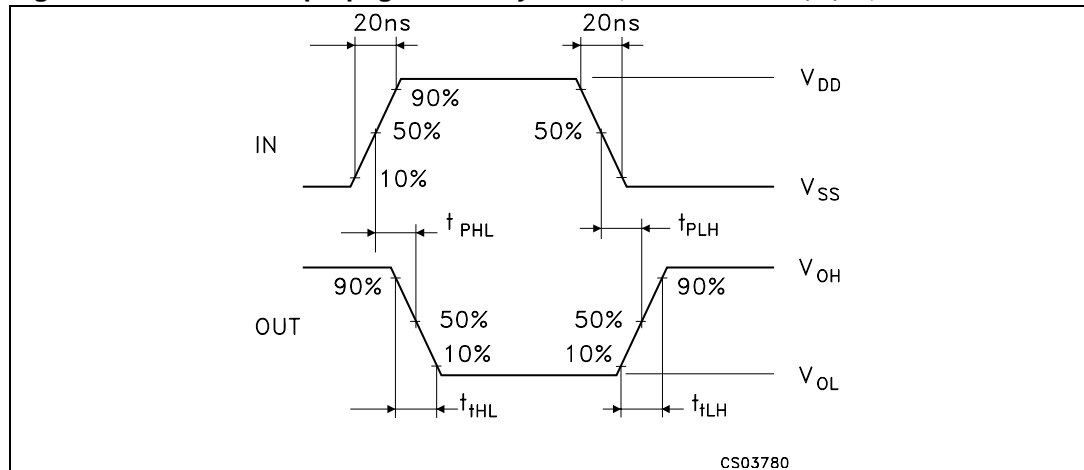 20ns 20ns
V DD
90%
50% 50%
IN
10%
V SS
t PHL t PLH
V OH
90% 90%
OUT
50% 50%
10% 10%
V OL
t tHL t tLH
CS03780